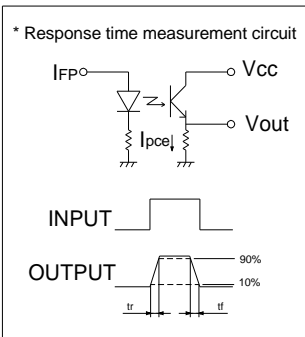 * Response time measurement circuit
IFP
Vcc
Vout
Ipce
INPUT
OUTPUT
90%
10%
tr
tf